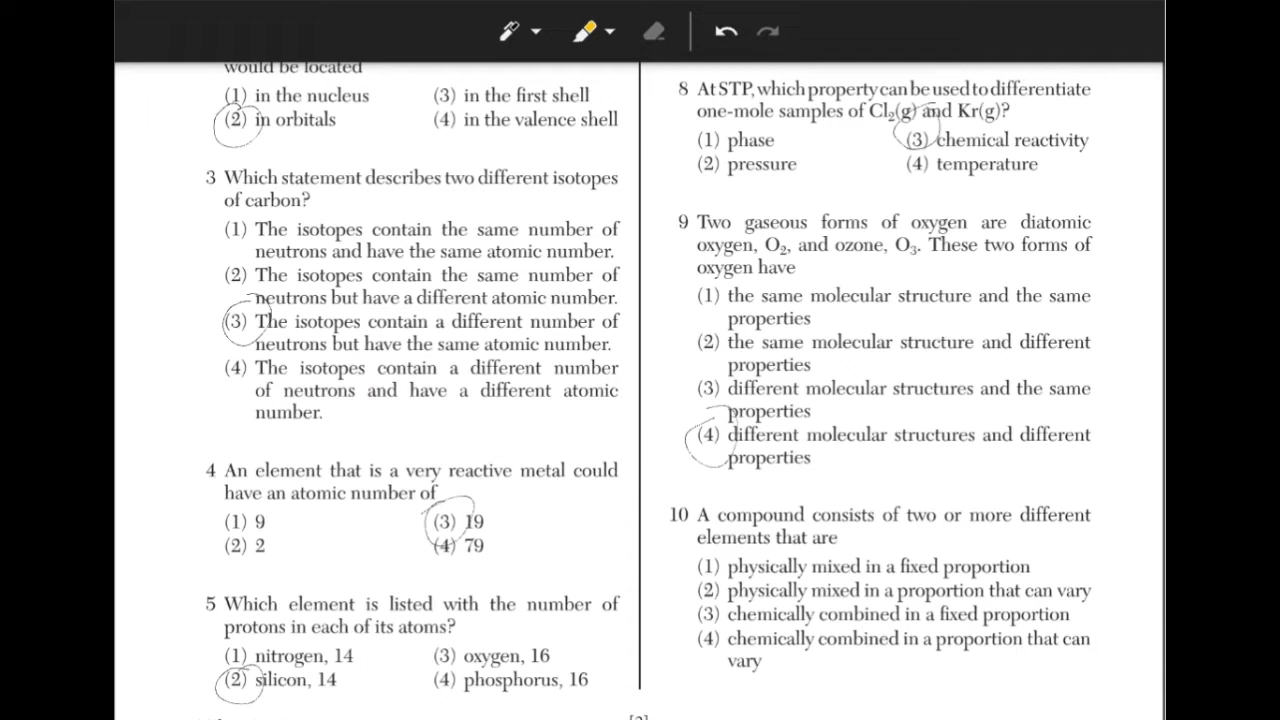 would be located
(1) in the nucleus (3) in the first shell
(2) in orbitals (4) in the valence shell
3 Which statement describes two different isotopes
of carbon?
(1) The isotopes contain the same number of
neutrons and have the same atomic number.
(2) The isotopes contain the same number of
neutrons but have a different atomic number.
(3) The isotopes contain a different number of
neutrons but have the same atomic number.
(4) The isotopes contain a different number
of neutrons and have a different atomic
number.
4 An element that is a very reactive metal could
have an atomic number of
(1) 9 (3) 19
(2) 2 (4) 79
5 Which element is listed with the number of
protons in each of its atoms?
(1) nitrogen, 14 (3) oxygen, 16
(2) silicon, 14 (4) phosphorus, 16
8 At STP, which property can be used to differentiate
one-mole samples of Cl₂(g) and Kr(g)?
(1) phase (3) chemical reactivity
(2) pressure (4) temperature
9 Two gaseous forms of oxygen are diatomic
oxygen, O₂, and ozone, O₃. These two forms of
oxygen have
(1) the same molecular structure and the same
properties
(2) the same molecular structure and different
properties
(3) different molecular structures and the same
properties
(4) different molecular structures and different
properties
10 A compound consists of two or more different
elements that are
(1) physically mixed in a fixed proportion
(2) physically mixed in a proportion that can vary
(3) chemically combined in a fixed proportion
(4) chemically combined in a proportion that can
vary